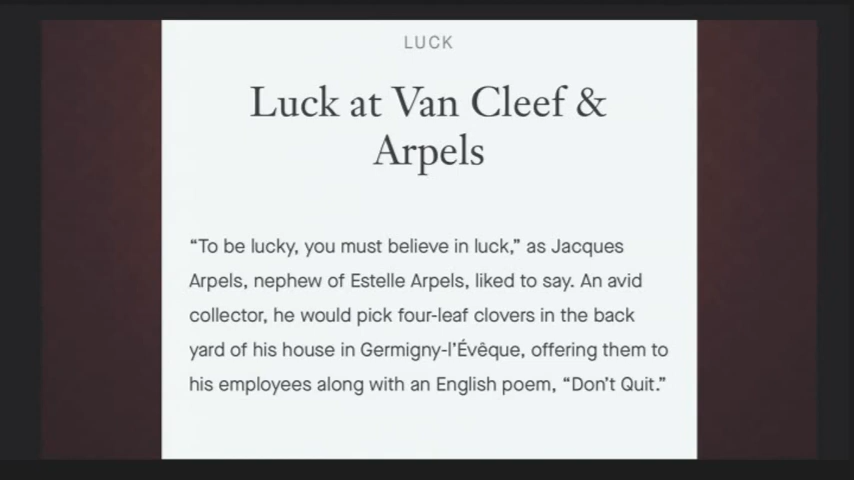 LUCK
Luck at Van Cleef &
Arpels
“To be lucky, you must believe in luck,” as Jacques
Arpels, nephew of Estelle Arpels, liked to say. An avid
collector, he would pick four-leaf clovers in the back
yard of his house in Germigny-l’Évêque, offering them to
his employees along with an English poem, “Don’t Quit.”